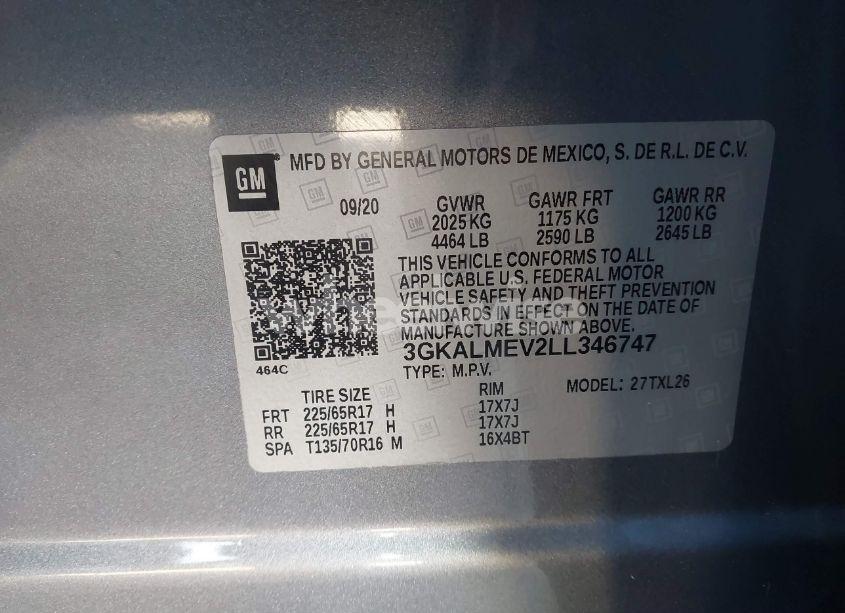 GM
MFD BY GENERAL MOTORS DE MEXICO, S. DE R.L. DE C.V.
09/20
GVWR GAWR FRT GAWR RR
2025 KG 1175 KG 1200 KG
4464 LB 2590 LB 2645 LB
THIS VEHICLE CONFORMS TO ALL
APPLICABLE U.S. FEDERAL MOTOR
VEHICLE SAFETY AND THEFT PREVENTION
STANDARDS IN EFFECT ON THE DATE OF
MANUFACTURE SHOWN ABOVE.
3GKALMEV2LL346747
464C
TYPE: M.P.V.
MODEL: 27TXL26
TIRE SIZE RIM
FRT 225/65R17 H 17X7J
RR 225/65R17 H 17X7J
SPA T135/70R16 M 16X4BT